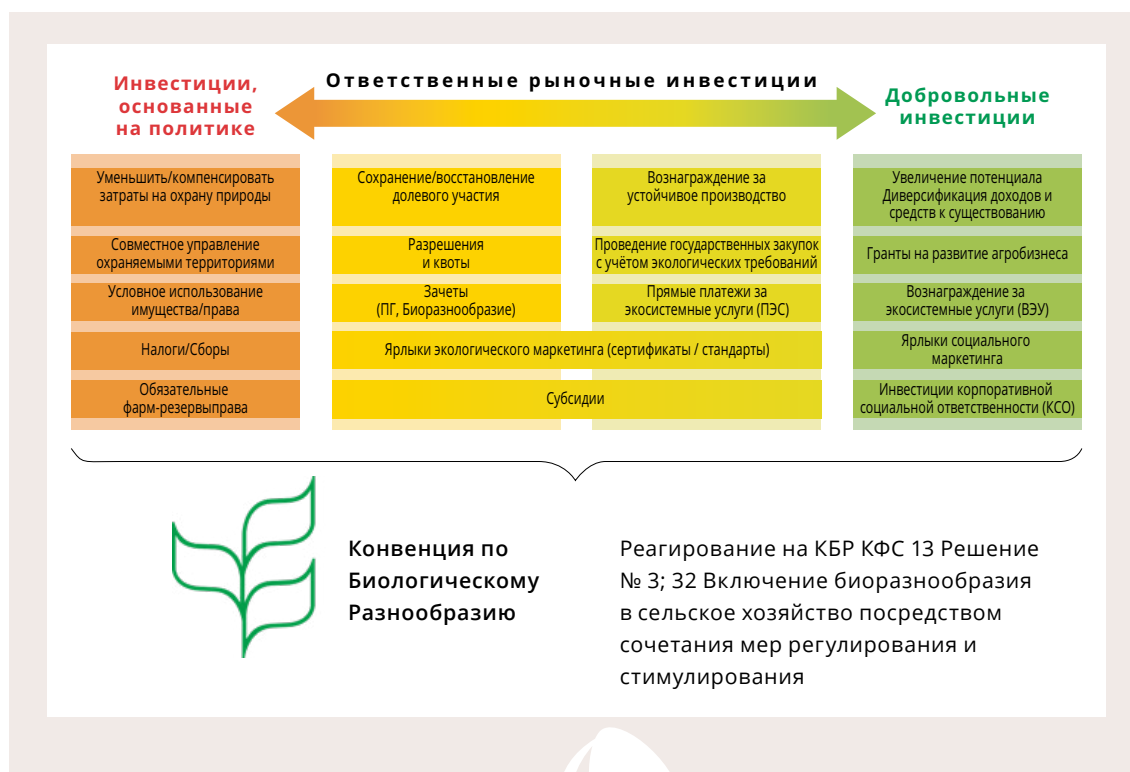 Инвестиции,
основанные
на политике
Ответственные рыночные инвестиции
Добровольные
инвестиции
Уменьшить/компенсировать
затраты на охрану природы
Сохранение/восстановление
долевого участия
Вознаграждение за
устойчивое производство
Увеличение потенциала
Диверсификация доходов и
средств к существованию
Совместное управление
охраняемыми территориями
Разрешения
и квоты
Проведение государственных закупок
с учётом экологических требований
Гранты на развитие агробизнеса
Условное использование
имущества/права
Зачеты
(ПГ, Биоразнообразие)
Прямые платежи за
экосистемные услуги (ПЭС)
Вознаграждение за
экосистемные услуги (ВЭУ)
Налоги/Сборы
Ярлыки экологического маркетинга (сертификаты / стандарты)
Ярлыки социального
маркетинга
Обязательные
фарм-резервыправа
Субсидии
Инвестиции корпоративной
социальной ответственности (КСО)
Конвенция по
Биологическому
Разнообразию
Реагирование на КБР КФС 13 Решение
№ 3; 32 Включение биоразнообразия
в сельское хозяйство посредством
сочетания мер регулирования и
стимулирования